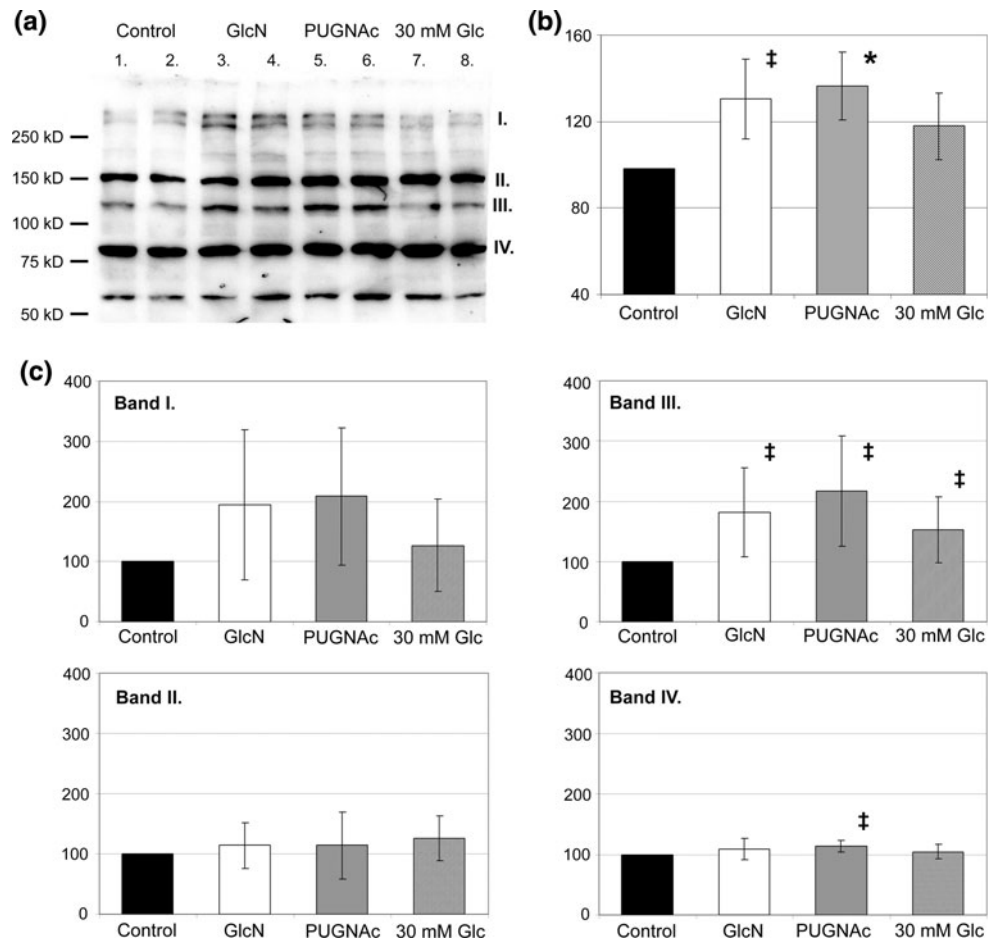 (a)
Control GlcN PUGNAc 30 mM Glc
1. 2. 3. 4. 5. 6. 7. 8.
250 kD
150 kD
100 kD
75 kD
50 kD
I.
II.
III.
IV.
(b)
160
120
80
40
‡ *
Control GlcN PUGNAc 30 mM Glc
(c)
Band I.
400
300
200
100
0
Control GlcN PUGNAc 30 mM Glc
Band III.
400
300
200
100
0
‡ ‡ ‡
Control GlcN PUGNAc 30 mM Glc
Band II.
400
300
200
100
0
Control GlcN PUGNAc 30 mM Glc
Band IV.
400
300
200
100
0
‡
Control GlcN PUGNAc 30 mM Glc